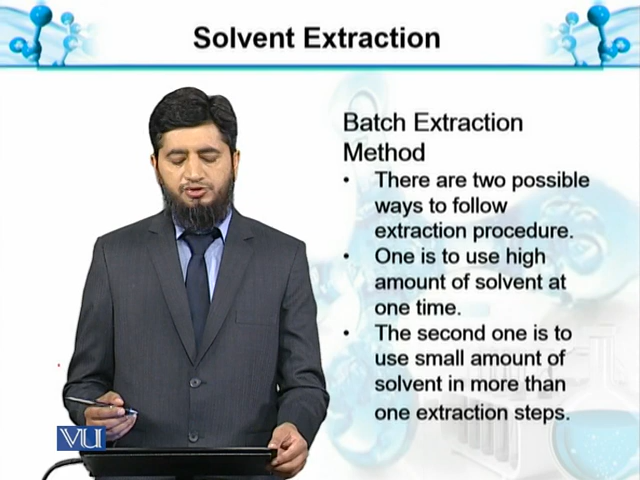 Solvent Extraction
Batch Extraction
Method
• There are two possible
ways to follow
extraction procedure.
• One is to use high
amount of solvent at
one time.
• The second one is to
use small amount of
solvent in more than
one extraction steps.
VU